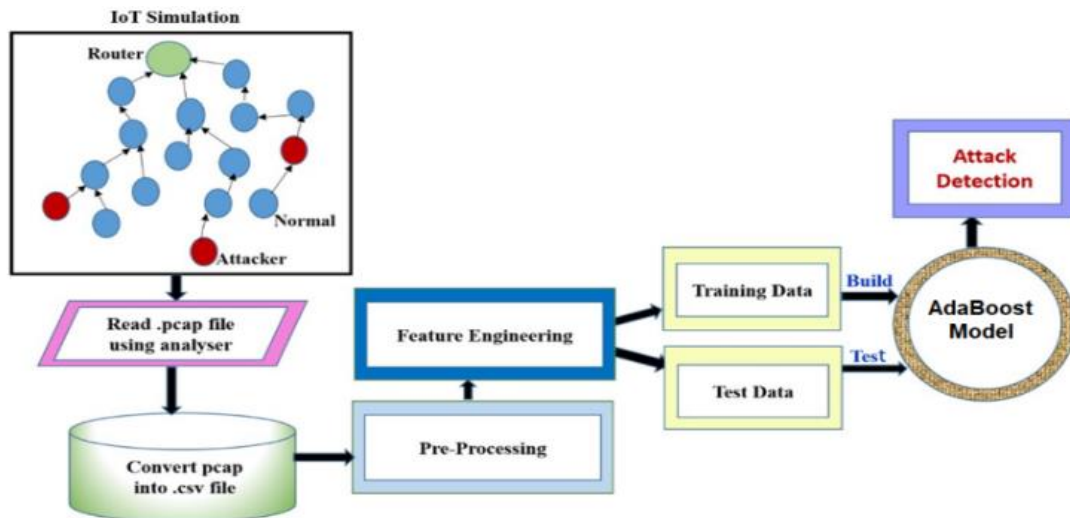 IoT Simulation
Router
Normal
Attacker
Read .pcap file
using analyser
Convert pcap
into .csv file
Pre-Processing
Feature Engineering
Training Data
Test Data
Build
Test
AdaBoost
Model
Attack
Detection